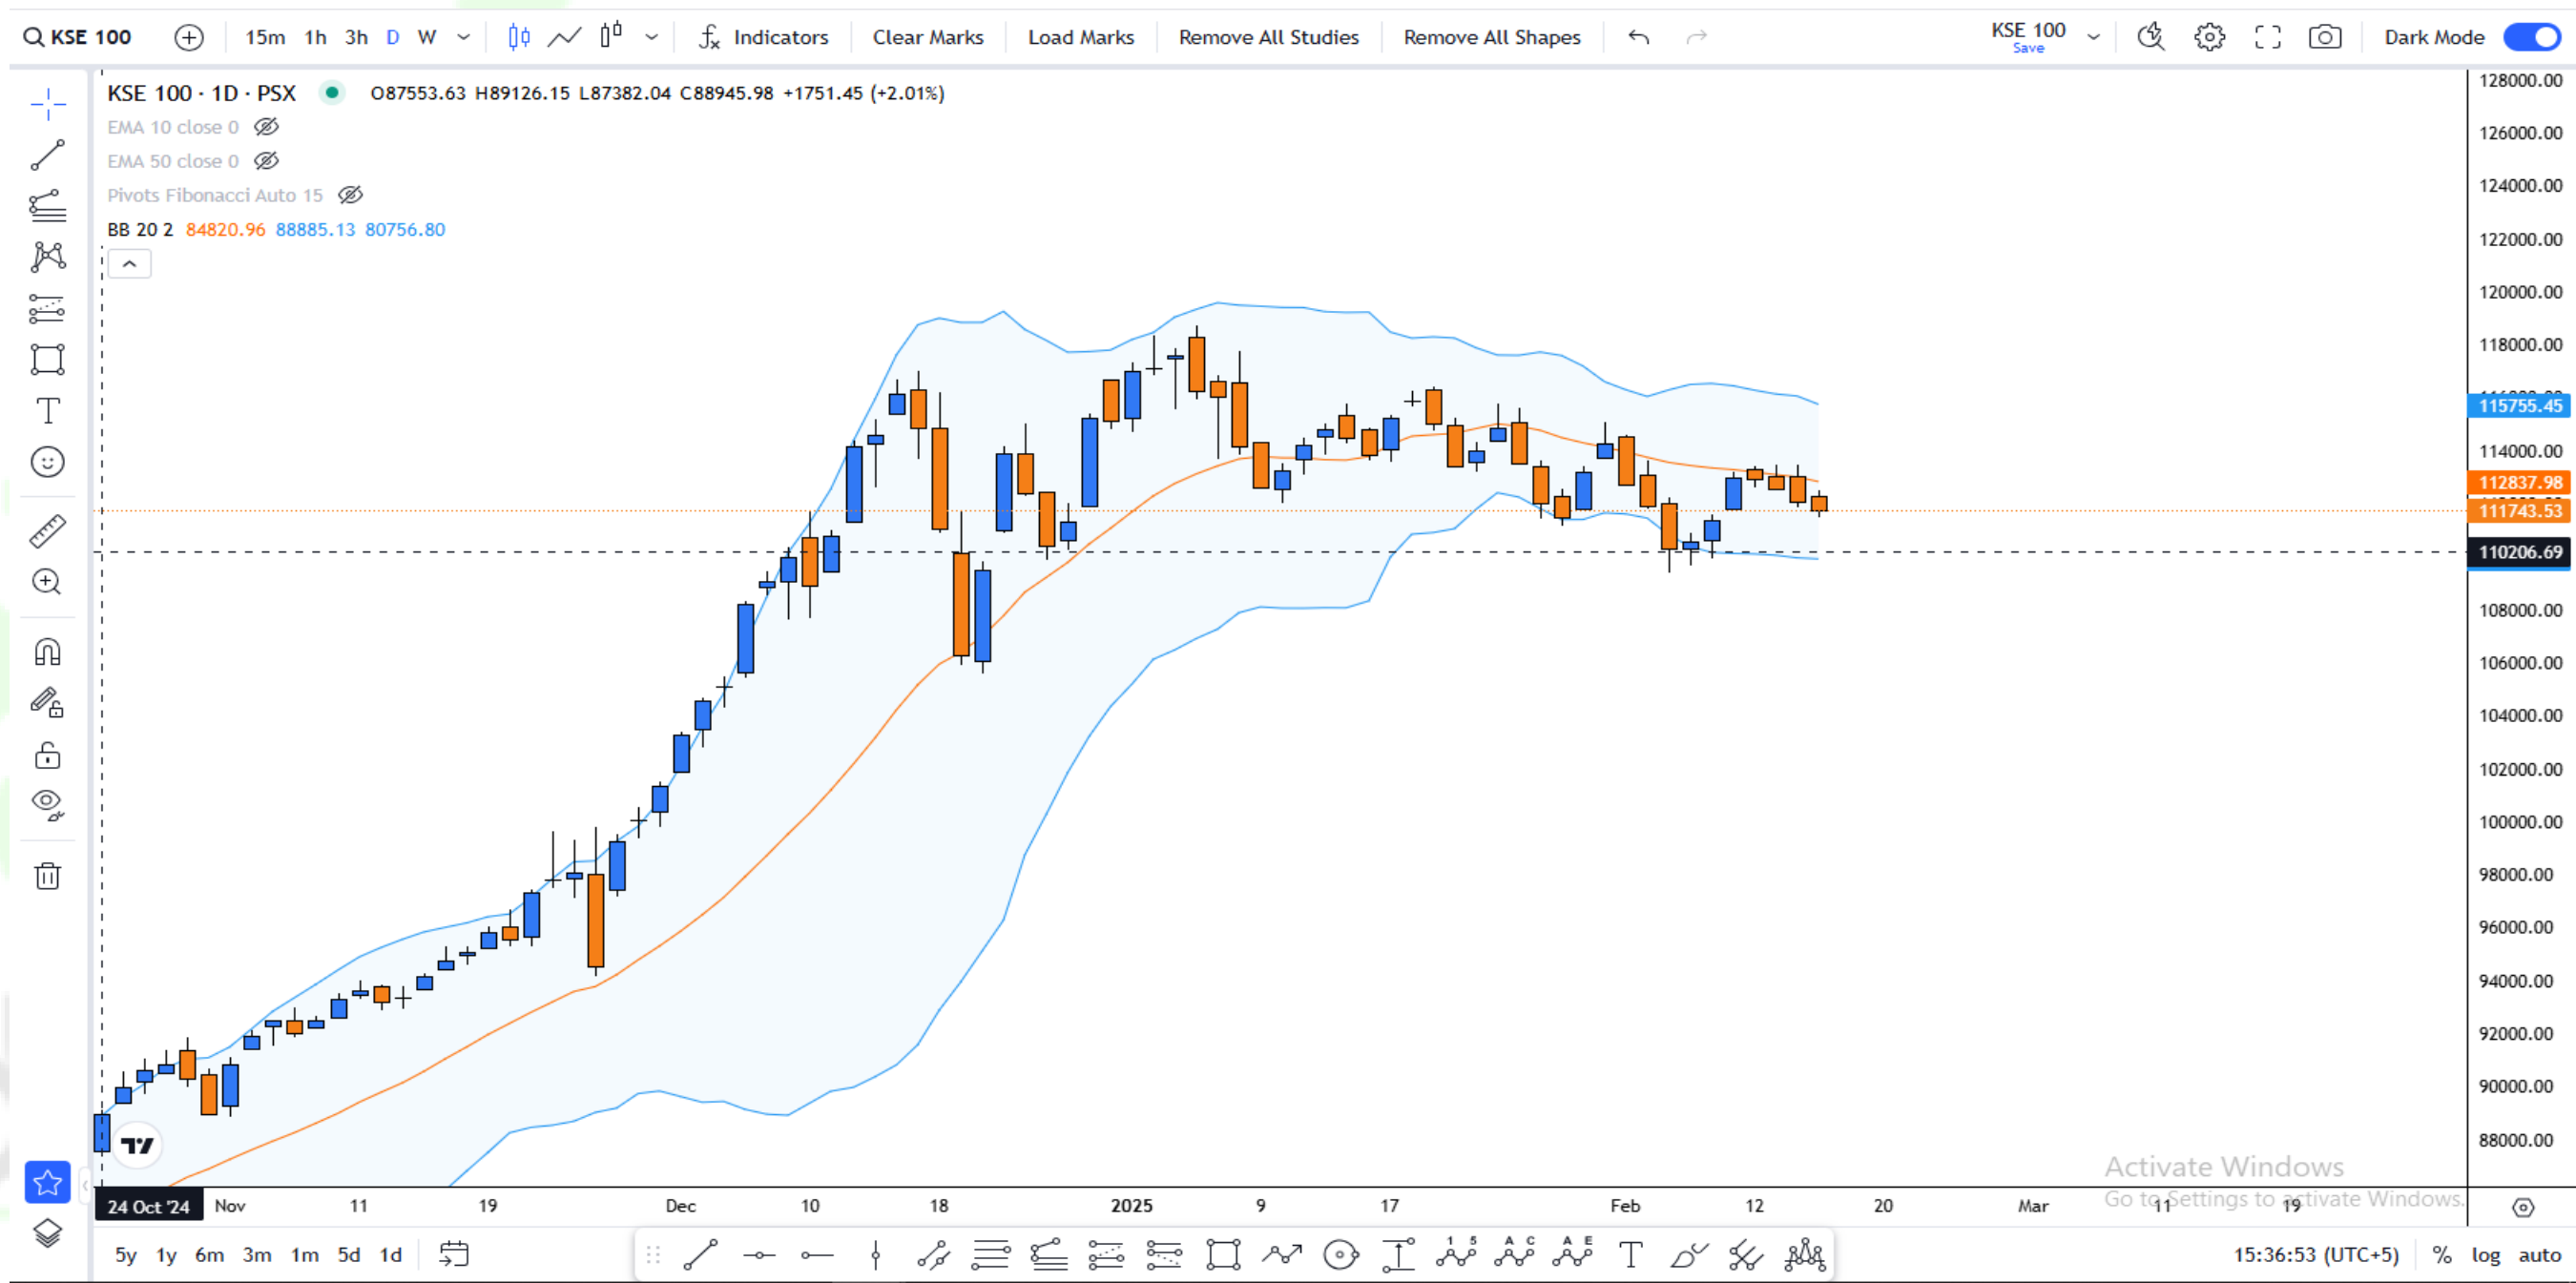 KSE 100 15m 1h 3h D W Indicators Clear Marks Load Marks Remove All Studies Remove All Shapes KSE 100 Dark Mode
Save
KSE 100 · 1D · PSX O87553.63 H89126.15 L87382.04 C88945.98 +1751.45 (+2.01%)
EMA 10 close 0
EMA 50 close 0
Pivots Fibonacci Auto 15
BB 20 2 84820.96 88885.13 80756.80
128000.00
126000.00
124000.00
122000.00
120000.00
118000.00
115755.45
114000.00
112837.98
111743.53
110206.69
108000.00
106000.00
104000.00
102000.00
100000.00
98000.00
96000.00
94000.00
92000.00
90000.00
88000.00
Activate Windows
Go to Settings to activate Windows.
24 Oct '24 Nov 11 19 Dec 10 18 2025 9 17 Feb 12 20 Mar 11 19
5y 1y 6m 3m 1m 5d 1d T 15:36:53 (UTC+5) % log auto